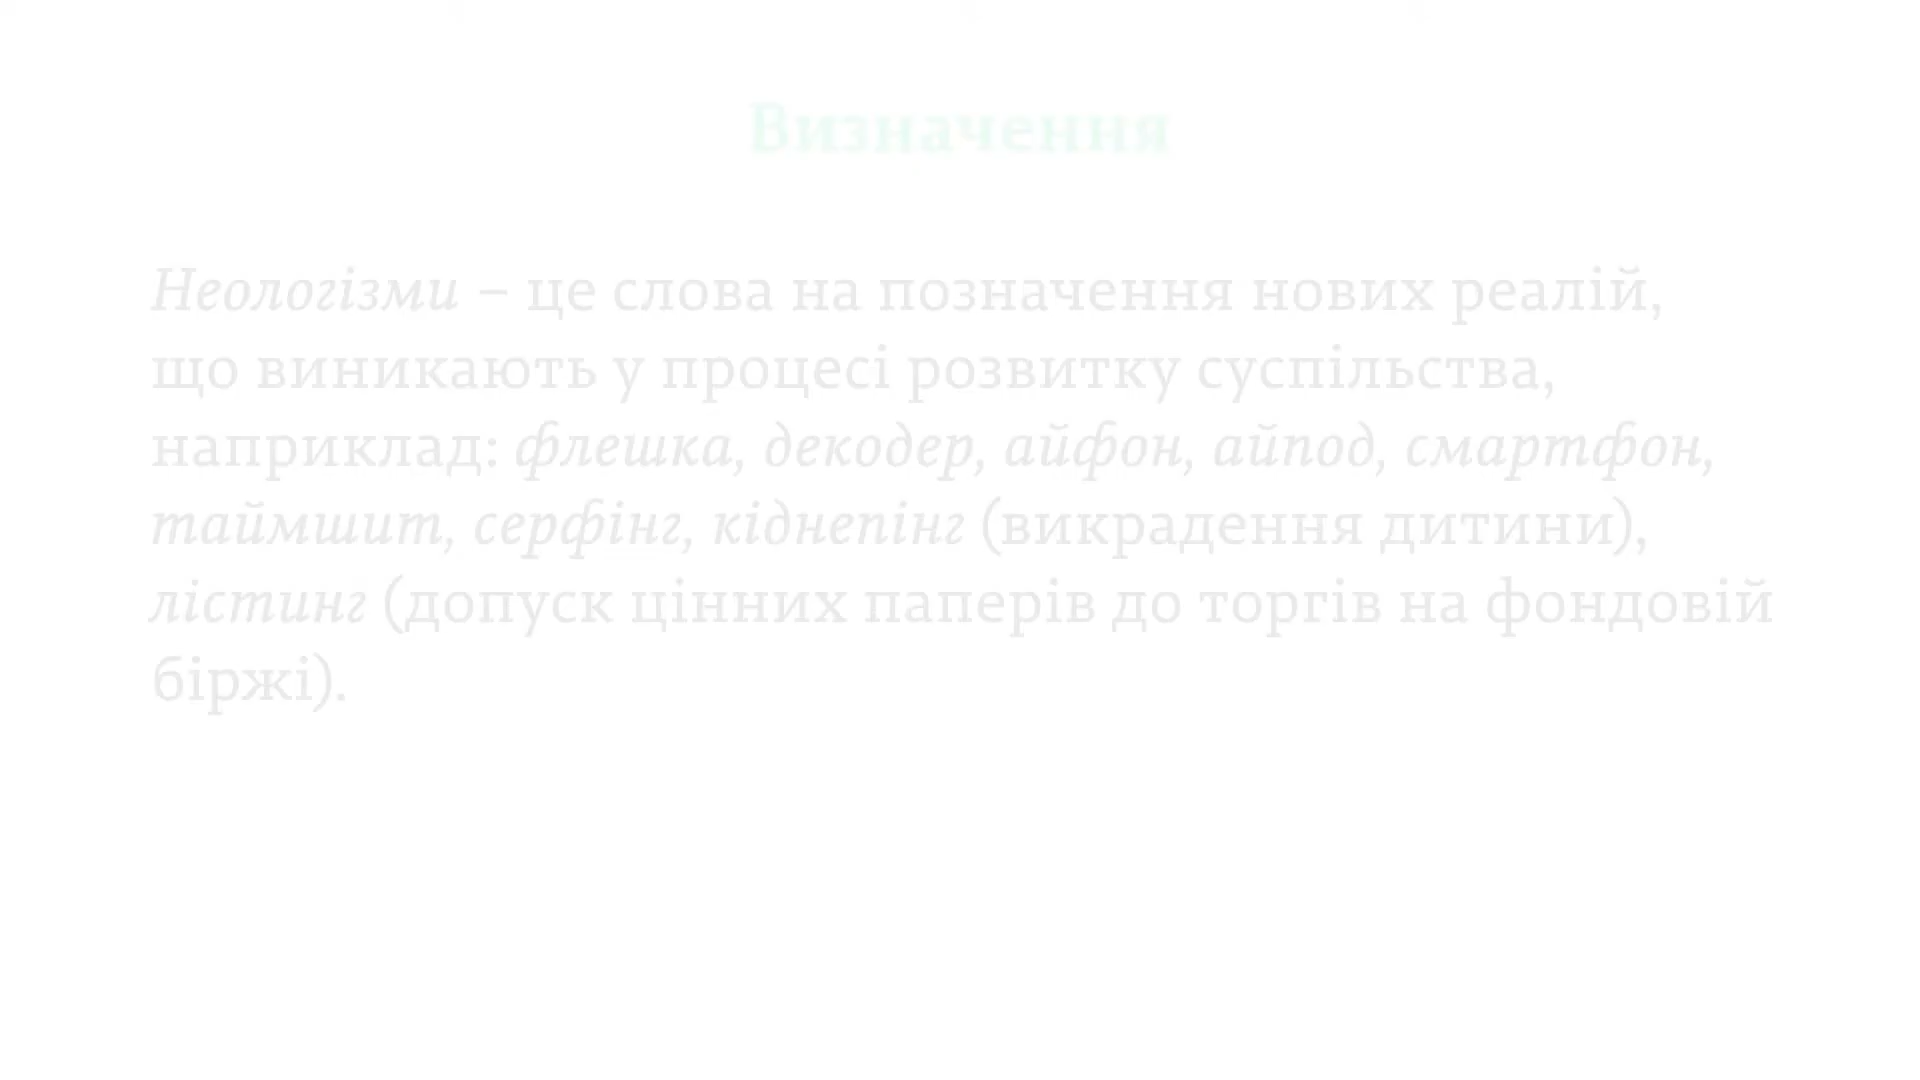 Визначення
Неологізми – це слова на позначення нових реалій,
що виникають у процесі розвитку суспільства,
наприклад: флешка, декодер, айфон, айпод, смартфон,
таймшит, серфінг, кіднепінг (викрадення дитини),
лістинг (допуск цінних паперів до торгів на фондовій
біржі).